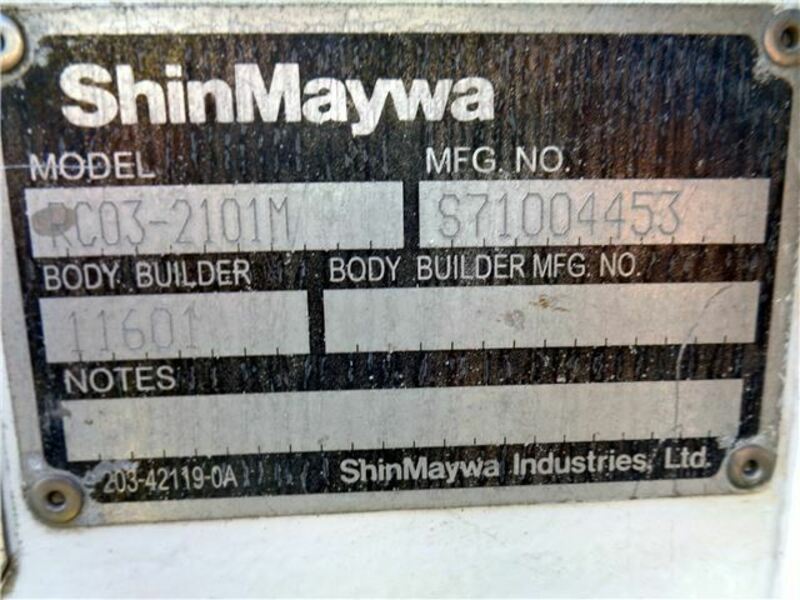 ShinMaywa
MODEL MFG. NO.
RC03-2101M S71004453
BODY BUILDER BODY BUILDER MFG. NO.
11601
NOTES
203-42119-0A ShinMaywa Industries, Ltd.